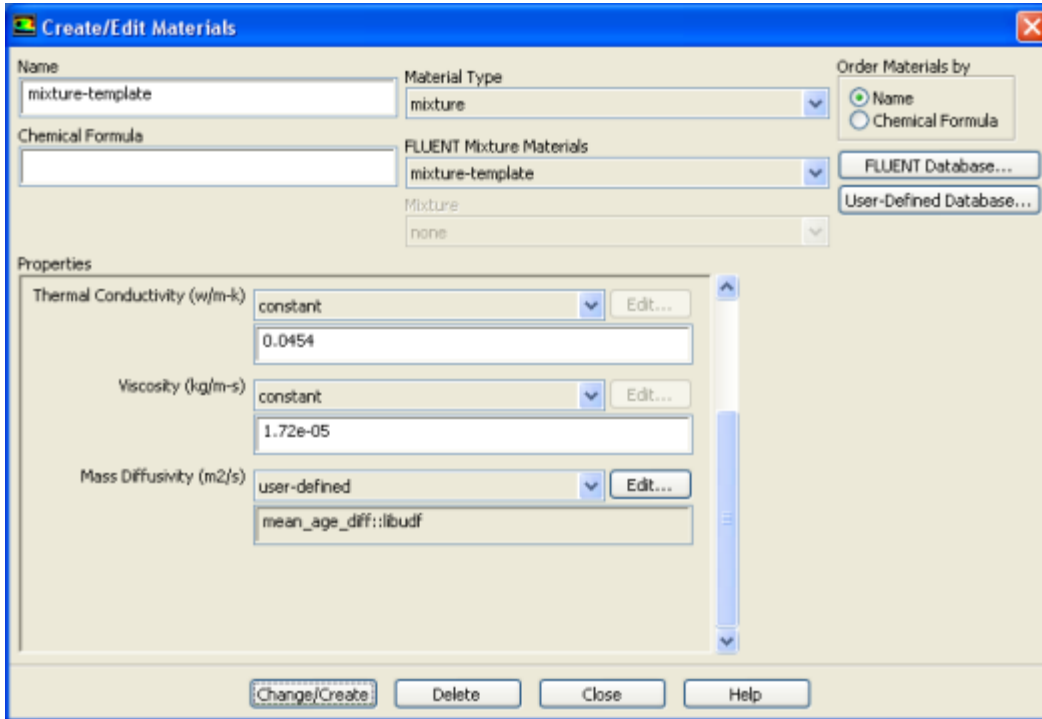 Create/Edit Materials
Name
mixture-template
Chemical Formula
Material Type
mixture
FLUENT Mixture Materials
mixture-template
Mixture
none
Order Materials by
Name
Chemical Formula
FLUENT Database...
User-Defined Database...
Properties
Thermal Conductivity (w/m-k)
constant
Edit...
0.0454
Viscosity (kg/m-s)
constant
Edit...
1.72e-05
Mass Diffusivity (m2/s)
user-defined
Edit...
mean_age_diff::libudf
Change/Create
Delete
Close
Help